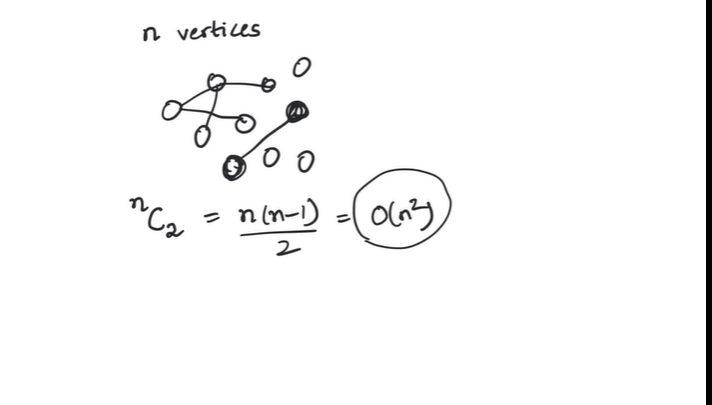 n vertices
ⁿC₂ = n(n-1)/2 = O(n²)